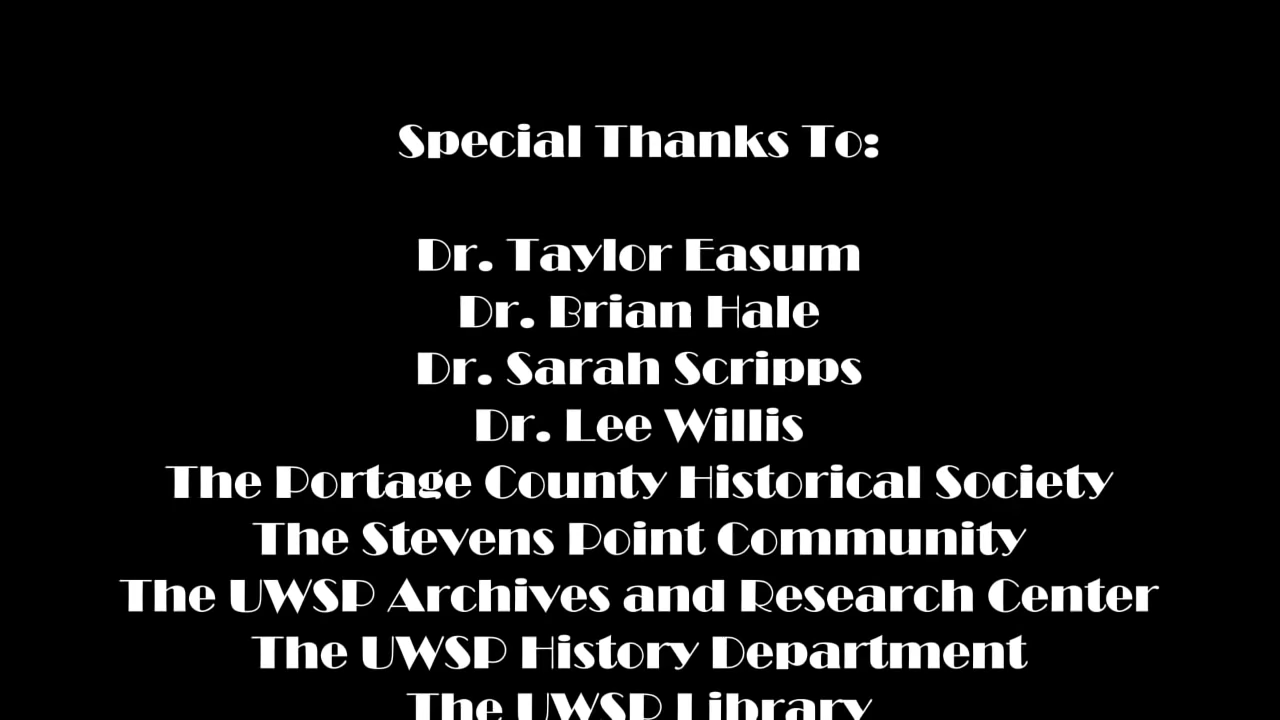 Special Thanks To:
Dr. Taylor Easum
Dr. Brian Hale
Dr. Sarah Scripps
Dr. Lee Willis
The Portage County Historical Society
The Stevens Point Community
The UWSP Archives and Research Center
The UWSP History Department
The UWSP Library